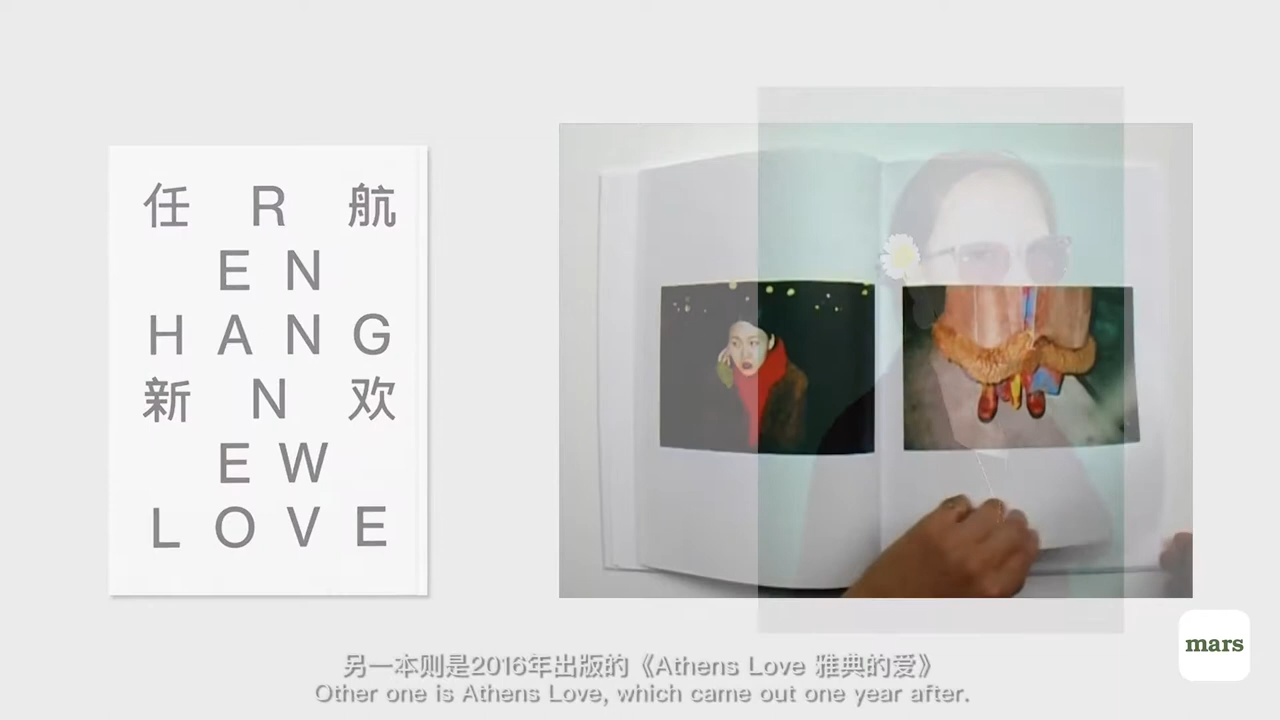 任 R 航
E N
H A N G
新 N 欢
E W
L O V E
mars
另一本则是2016年出版的《Athens Love 雅典的爱》
Other one is Athens Love, which came out one year after.